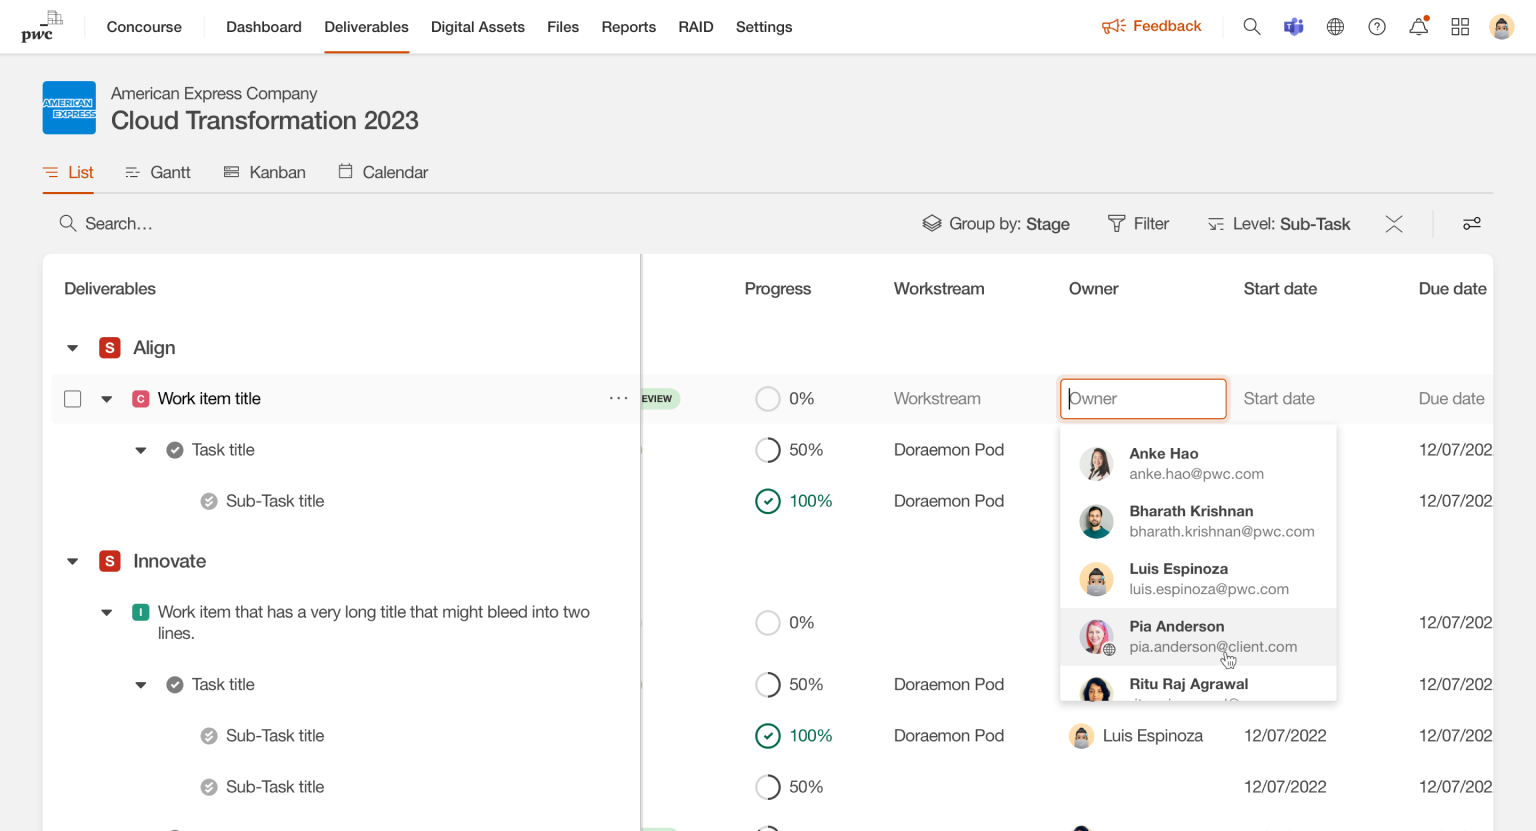 pwc
Concourse Dashboard Deliverables Digital Assets Files Reports RAID Settings Feedback
AMERICAN
EXPRESS
American Express Company
Cloud Transformation 2023
List Gantt Kanban Calendar
Search... Group by: Stage Filter Level: Sub-Task
Deliverables Progress Workstream Owner Start date Due date
S Align
C Work item title ... EVIEW 0% Workstream Owner Start date Due date
Task title 50% Doraemon Pod 12/07/202
Sub-Task title 100% Doraemon Pod 12/07/202
Anke Hao
anke.hao@pwc.com
Bharath Krishnan
bharath.krishnan@pwc.com
Luis Espinoza
luis.espinoza@pwc.com
Pia Anderson
pia.anderson@client.com
Ritu Raj Agrawal
S Innovate
I Work item that has a very long title that might bleed into two
lines.
0% 12/07/202
Task title 50% Doraemon Pod 12/07/202
Sub-Task title 100% Doraemon Pod Luis Espinoza 12/07/2022 12/07/202
Sub-Task title 50% 12/07/2022 12/07/202